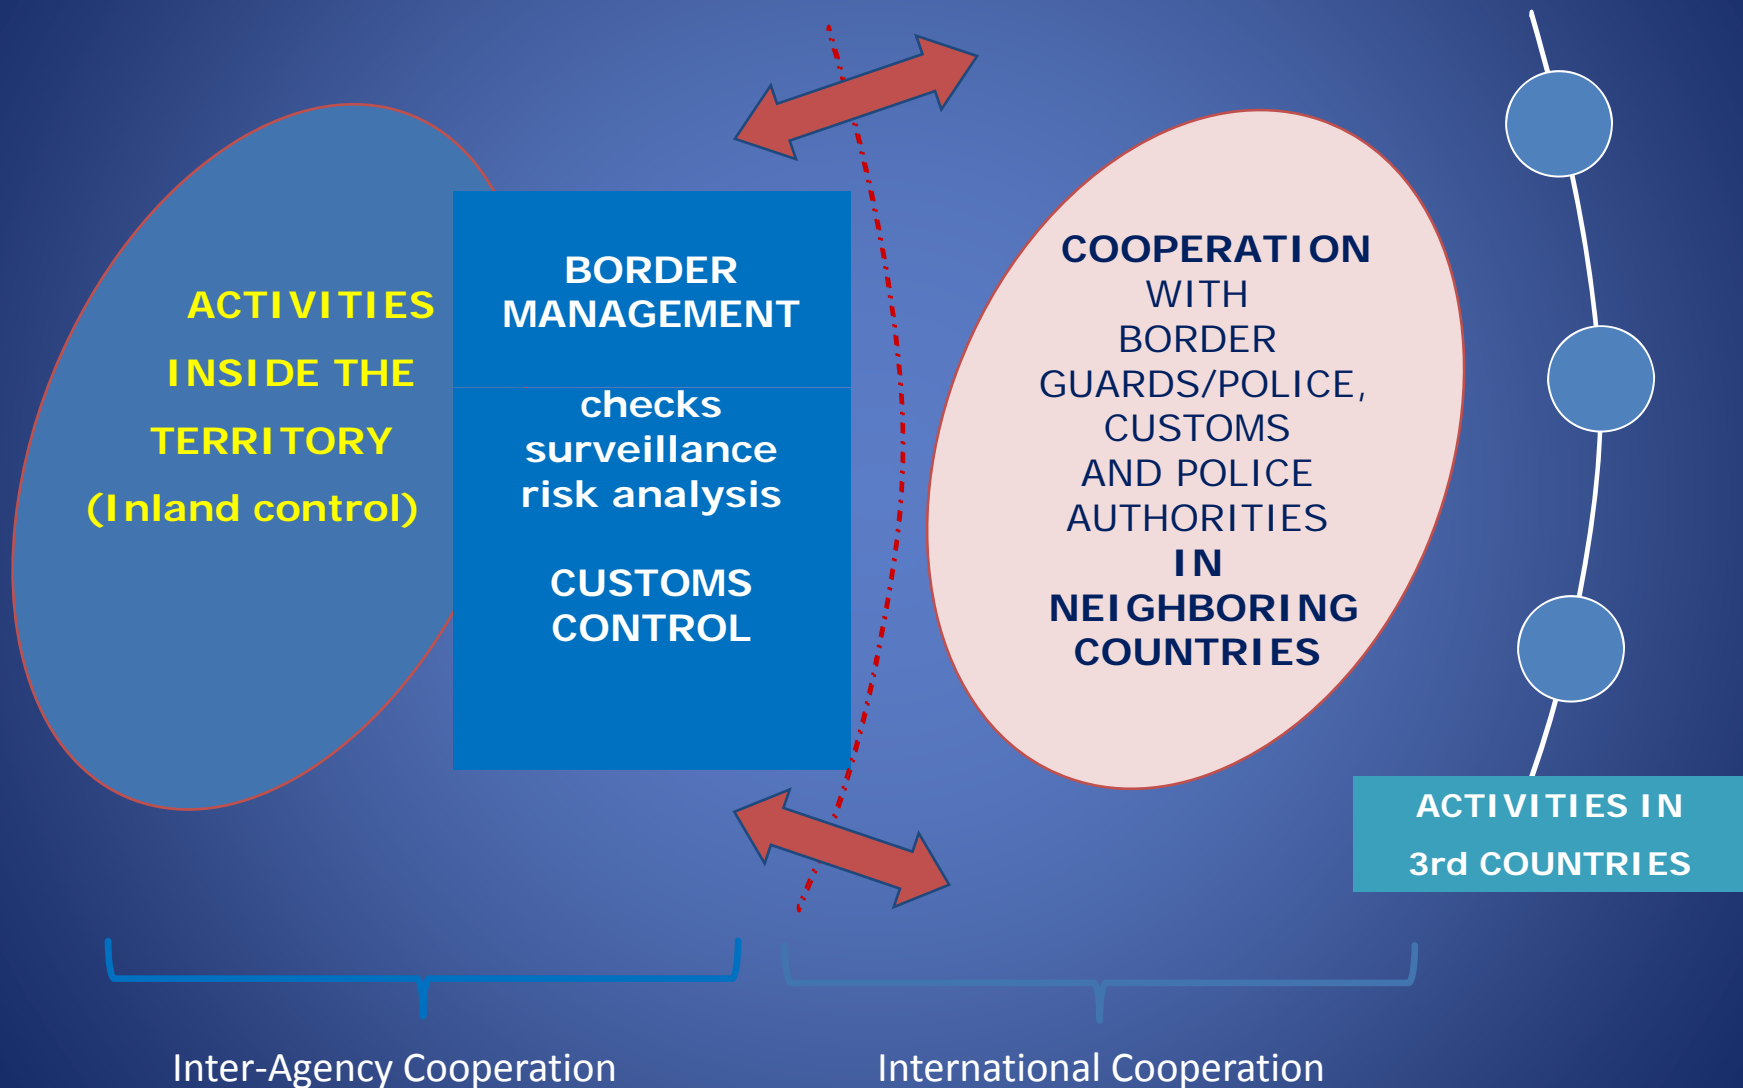 ACTIVITIES
INSIDE THE
TERRITORY
(Inland control)
BORDER
MANAGEMENT
checks
surveillance
risk analysis
CUSTOMS
CONTROL
COOPERATION
WITH
BORDER
GUARDS/POLICE,
CUSTOMS
AND POLICE
AUTHORITIES
IN
NEIGHBORING
COUNTRIES
ACTIVITIES IN
3rd COUNTRIES
Inter-Agency Cooperation
International Cooperation